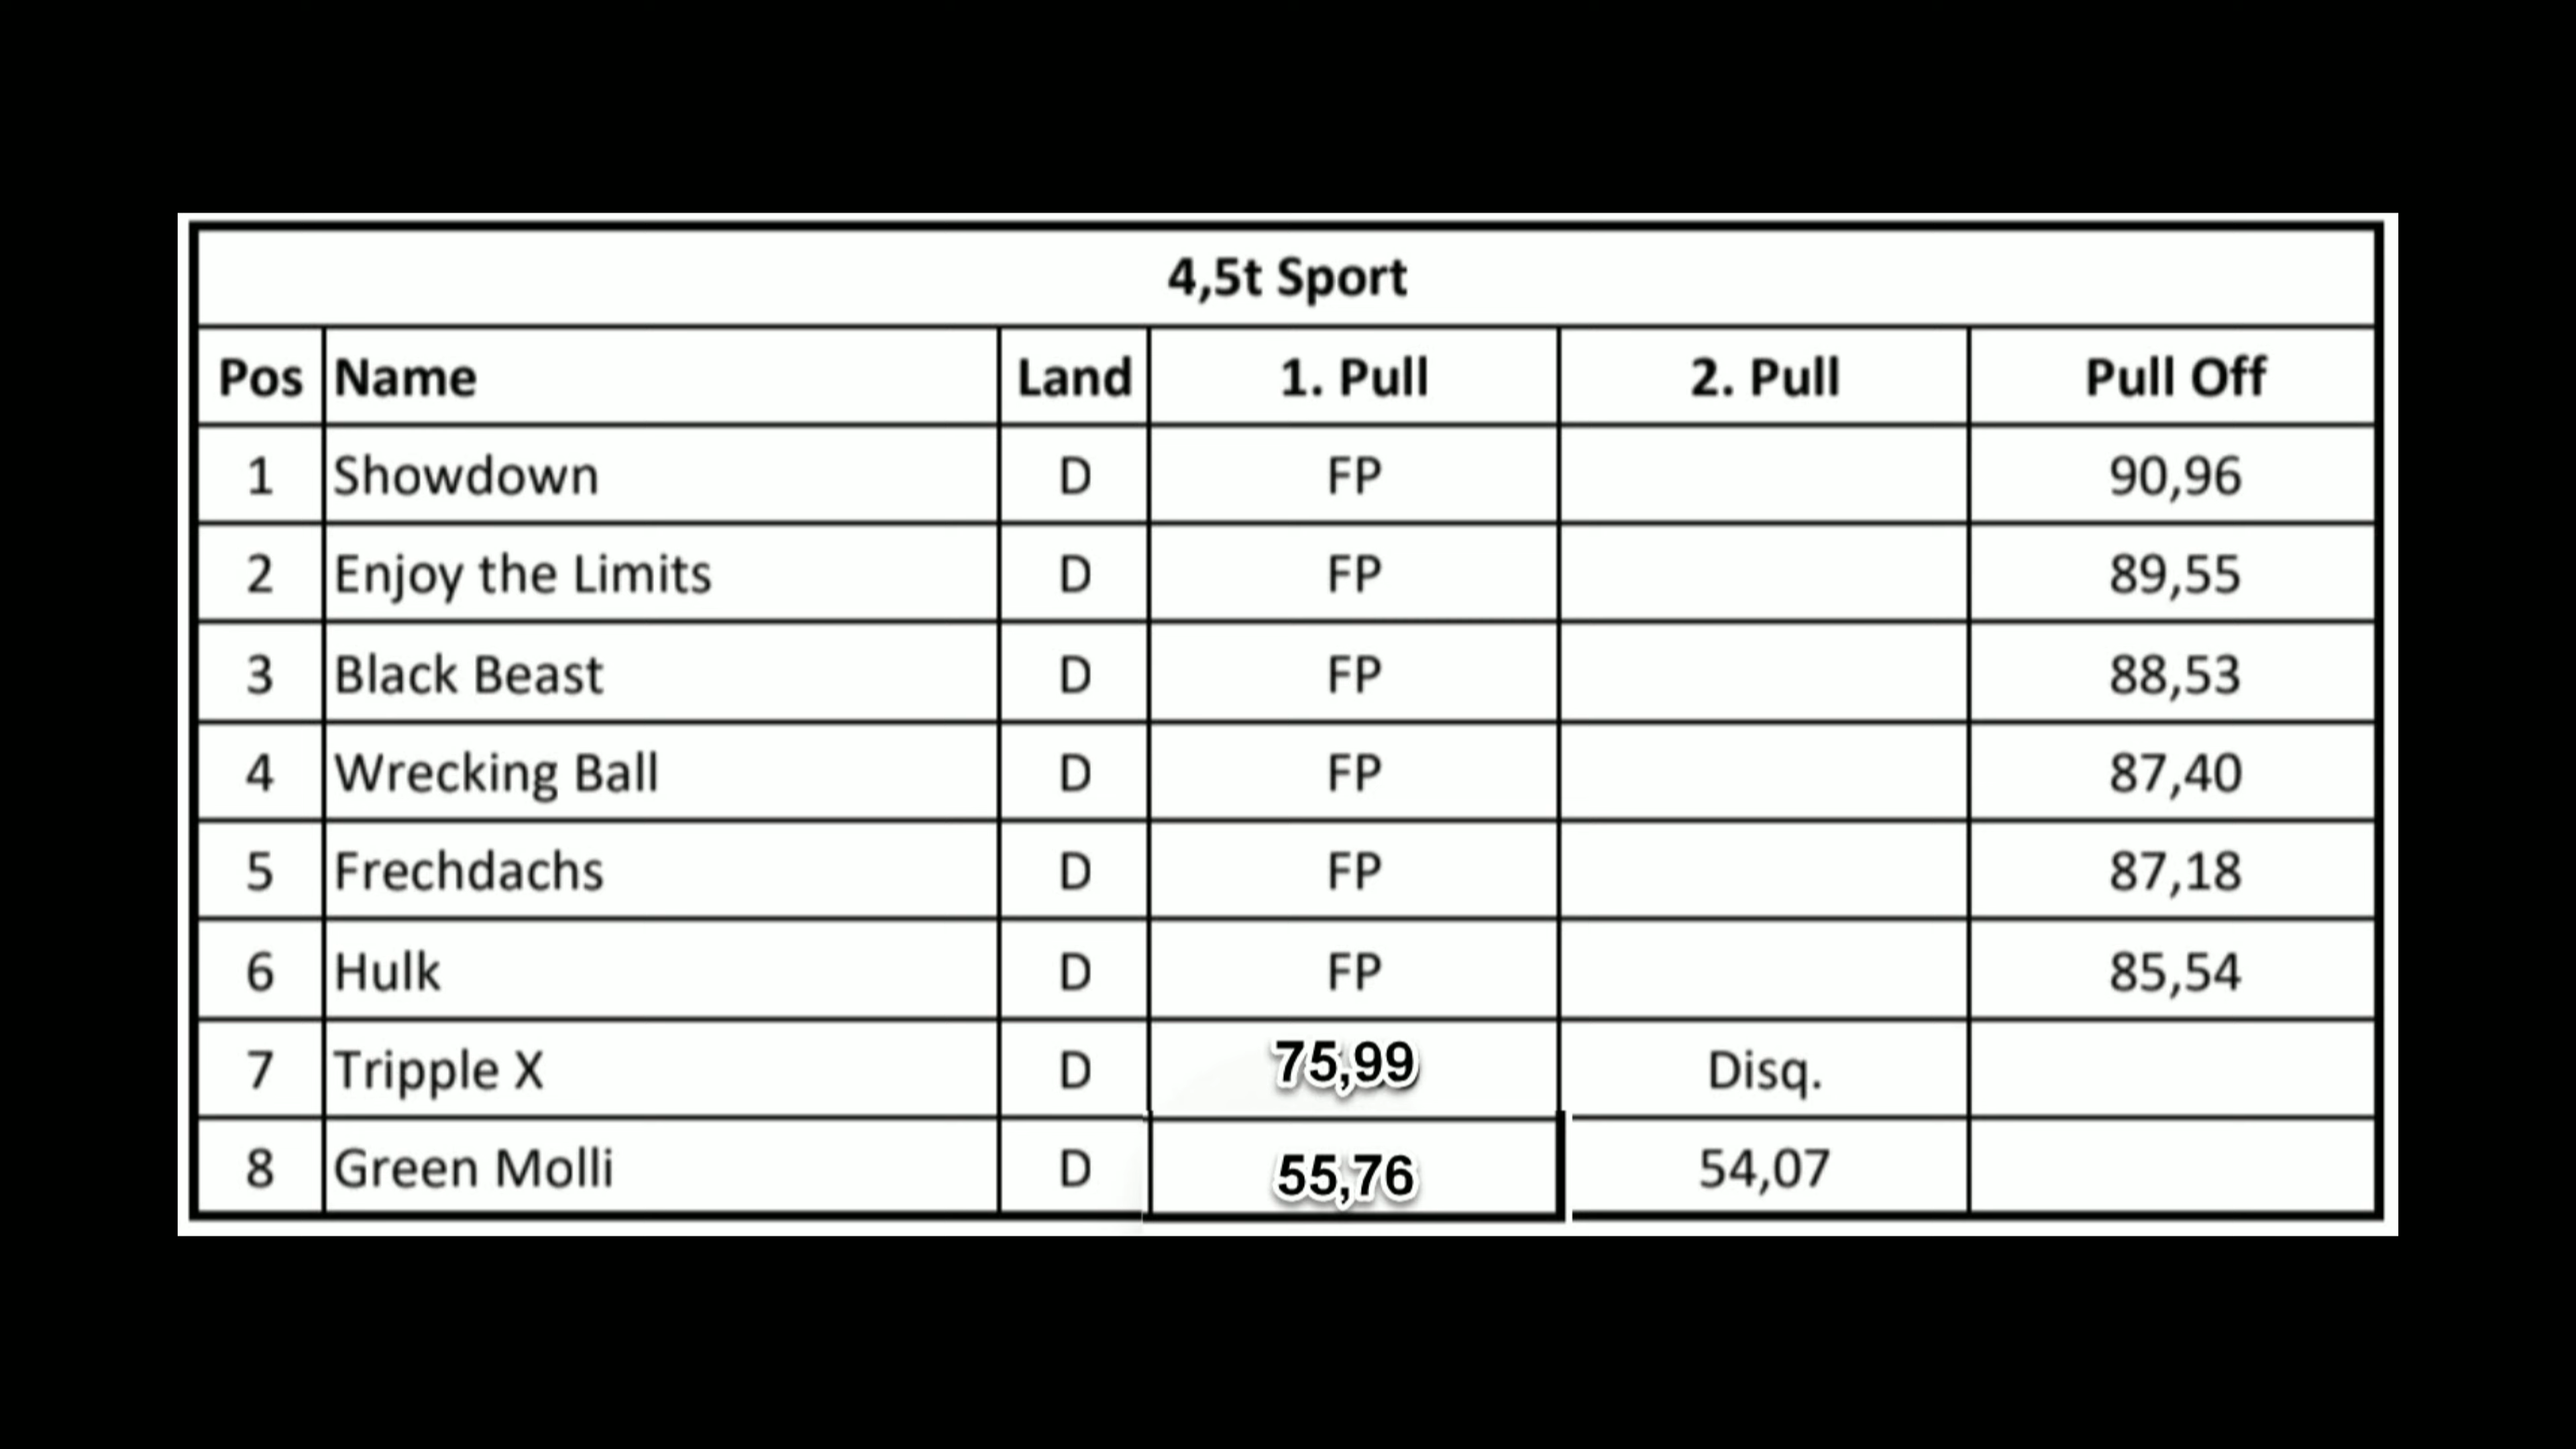 4,5t Sport
Pos Name Land 1. Pull 2. Pull Pull Off
1 Showdown D FP 90,96
2 Enjoy the Limits D FP 89,55
3 Black Beast D FP 88,53
4 Wrecking Ball D FP 87,40
5 Frechdachs D FP 87,18
6 Hulk D FP 85,54
7 Tripple X D 75,99 Disq.
8 Green Molli D 55,76 54,07